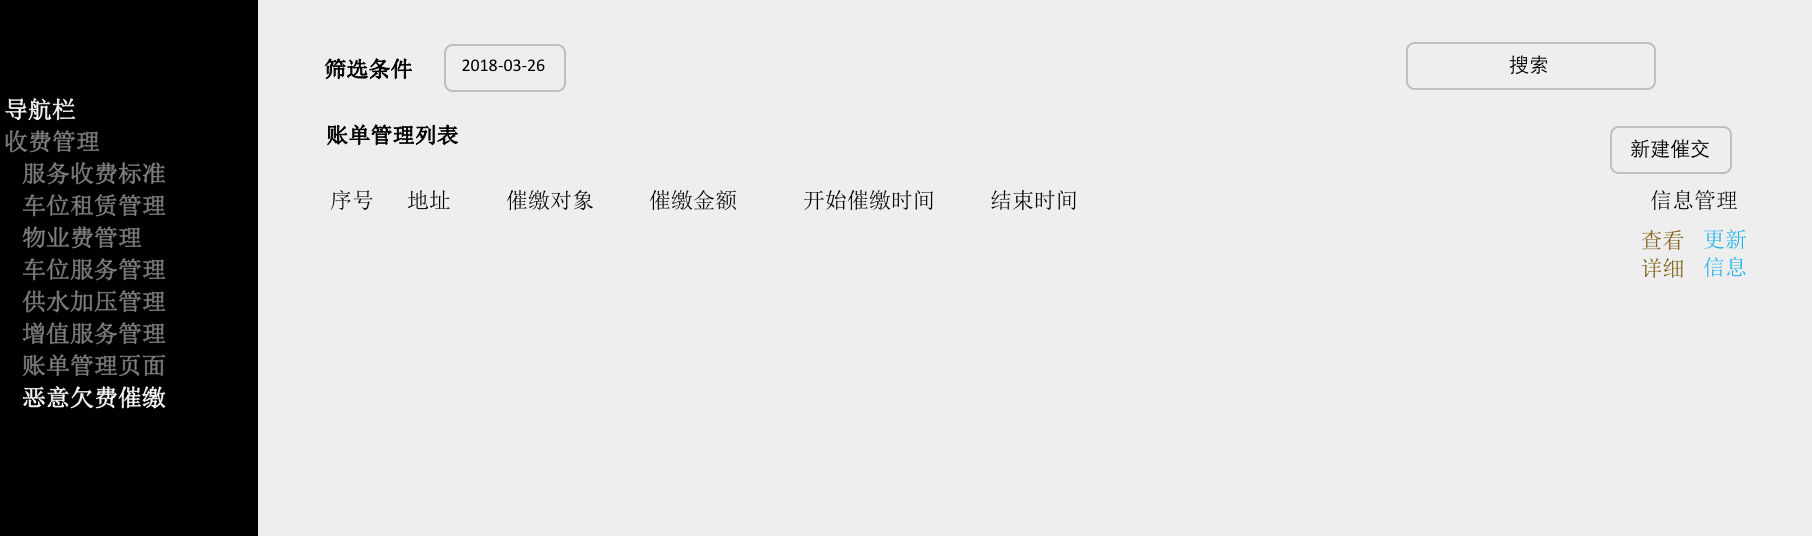 导航栏
收费管理
服务收费标准
车位租赁管理
物业费管理
车位服务管理
供水加压管理
增值服务管理
账单管理页面
恶意欠费催缴
筛选条件 2018-03-26 搜索
账单管理列表
新建催交
序号 地址 催缴对象 催缴金额 开始催缴时间 结束时间 信息管理
查看 更新
详细 信息